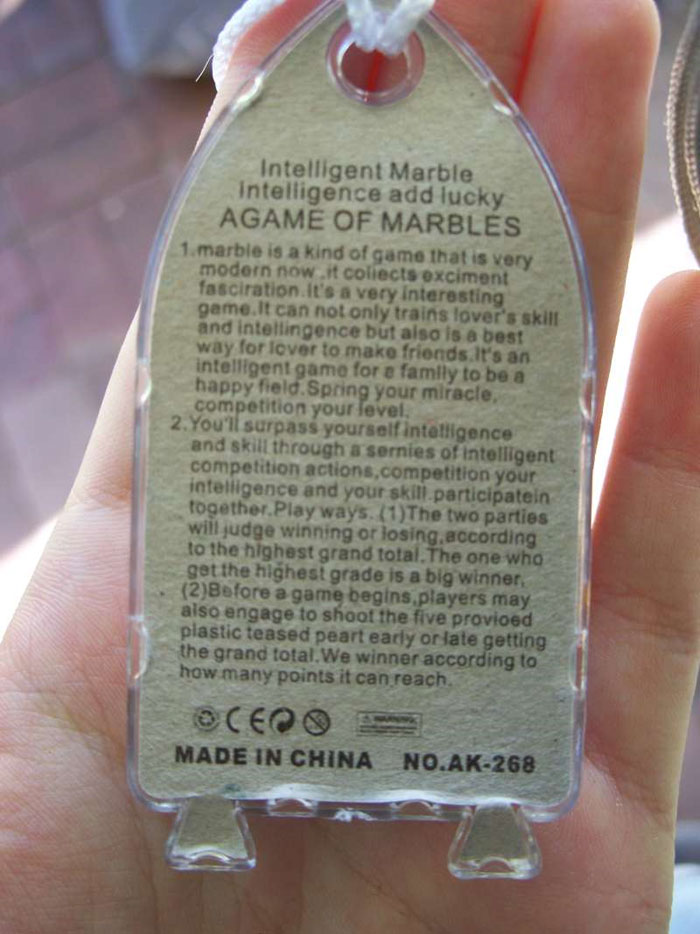 Intelligent Marble
Intelligence add lucky
AGAME OF MARBLES
1.marble is a kind of game that is very
modern now..it collects exciment
fasciration.It's a very interesting
game.It can not only trains lover's skill
and intellingence but also is a best
way for lover to make friends.It's an
intelligent game for a family to be a
happy field.Spring your miracle,
competition your level.
2.You'll surpass yourself intelligence
and skill through a sernies of intelligent
competition actions,competition your
intelligence and your skill.participatein
together.Play ways. (1)The two parties
will judge winning or losing,according
to the highest grand total.The one who
get the highest grade is a big winner.
(2)Before a game begins,players may
also engage to shoot the five provioed
plastic teased peart early or late getting
the grand total.We winner according to
how many points it can reach.
CE
WARNING
MADE IN CHINA NO.AK-268